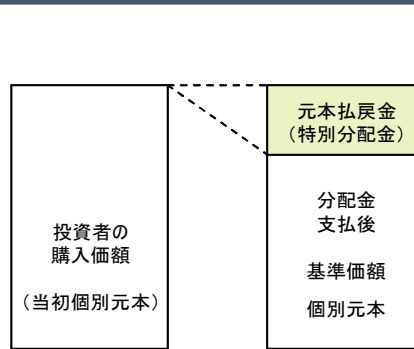 投資者の
購入価額
（当初個別元本）
元本払戻金
（特別分配金）
分配金
支払後
基準価額
個別元本